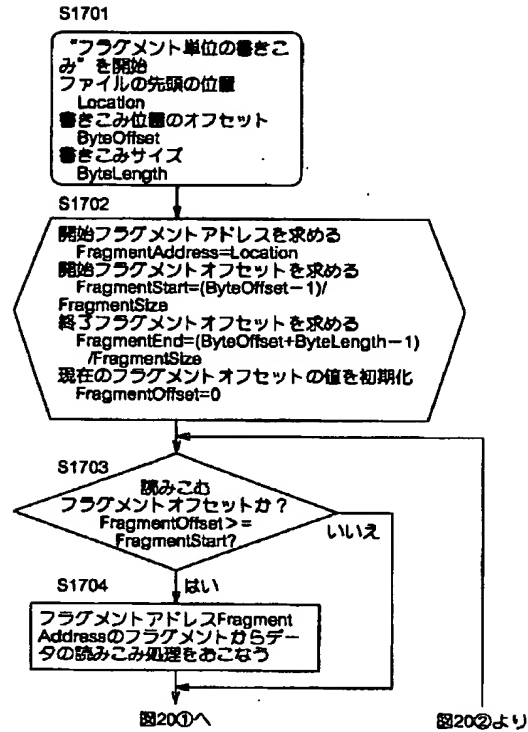 S1701
“フラグメント単位の書きこ
み”を開始
ファイルの先頭の位置
Location
書きこみ位置のオフセット
ByteOffset
書きこみサイズ
ByteLength
S1702
開始フラグメントアドレスを求める
FragmentAddress=Location
開始フラグメントオフセットを求める
FragmentStart=(ByteOffset－1)/
FragmentSize
終了フラグメントオフセットを求める
FragmentEnd=(ByteOffset+ByteLength－1)
/FragmentSize
現在のフラグメントオフセットの値を初期化
FragmentOffset=0
S1703
読みこむ
フラグメントオフセットか？
FragmentOffset>=
FragmentStart?
いいえ
はい
S1704
フラグメントアドレスFragment
Addressのフラグメントからデー
タの読みこみ処理をおこなう
図20①へ
図20②より